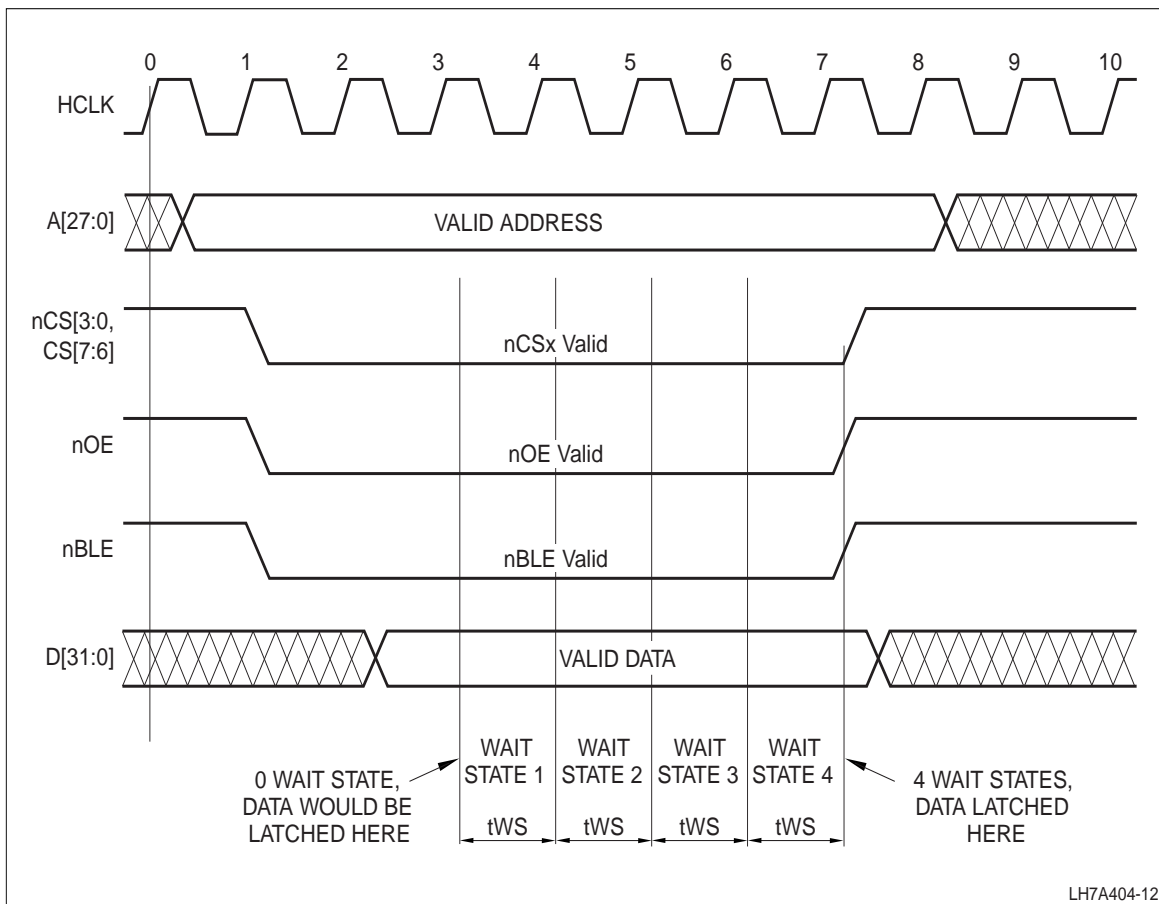 0 1 2 3 4 5 6 7 8 9 10
HCLK
A[27:0]
VALID ADDRESS
nCS[3:0,
CS[7:6]
nCSx Valid
nOE
nOE Valid
nBLE
nBLE Valid
D[31:0]
VALID DATA
0 WAIT STATE,
DATA WOULD BE
LATCHED HERE
WAIT
STATE 1
WAIT
STATE 2
WAIT
STATE 3
WAIT
STATE 4
tWS tWS tWS tWS
4 WAIT STATES,
DATA LATCHED
HERE
LH7A404-12